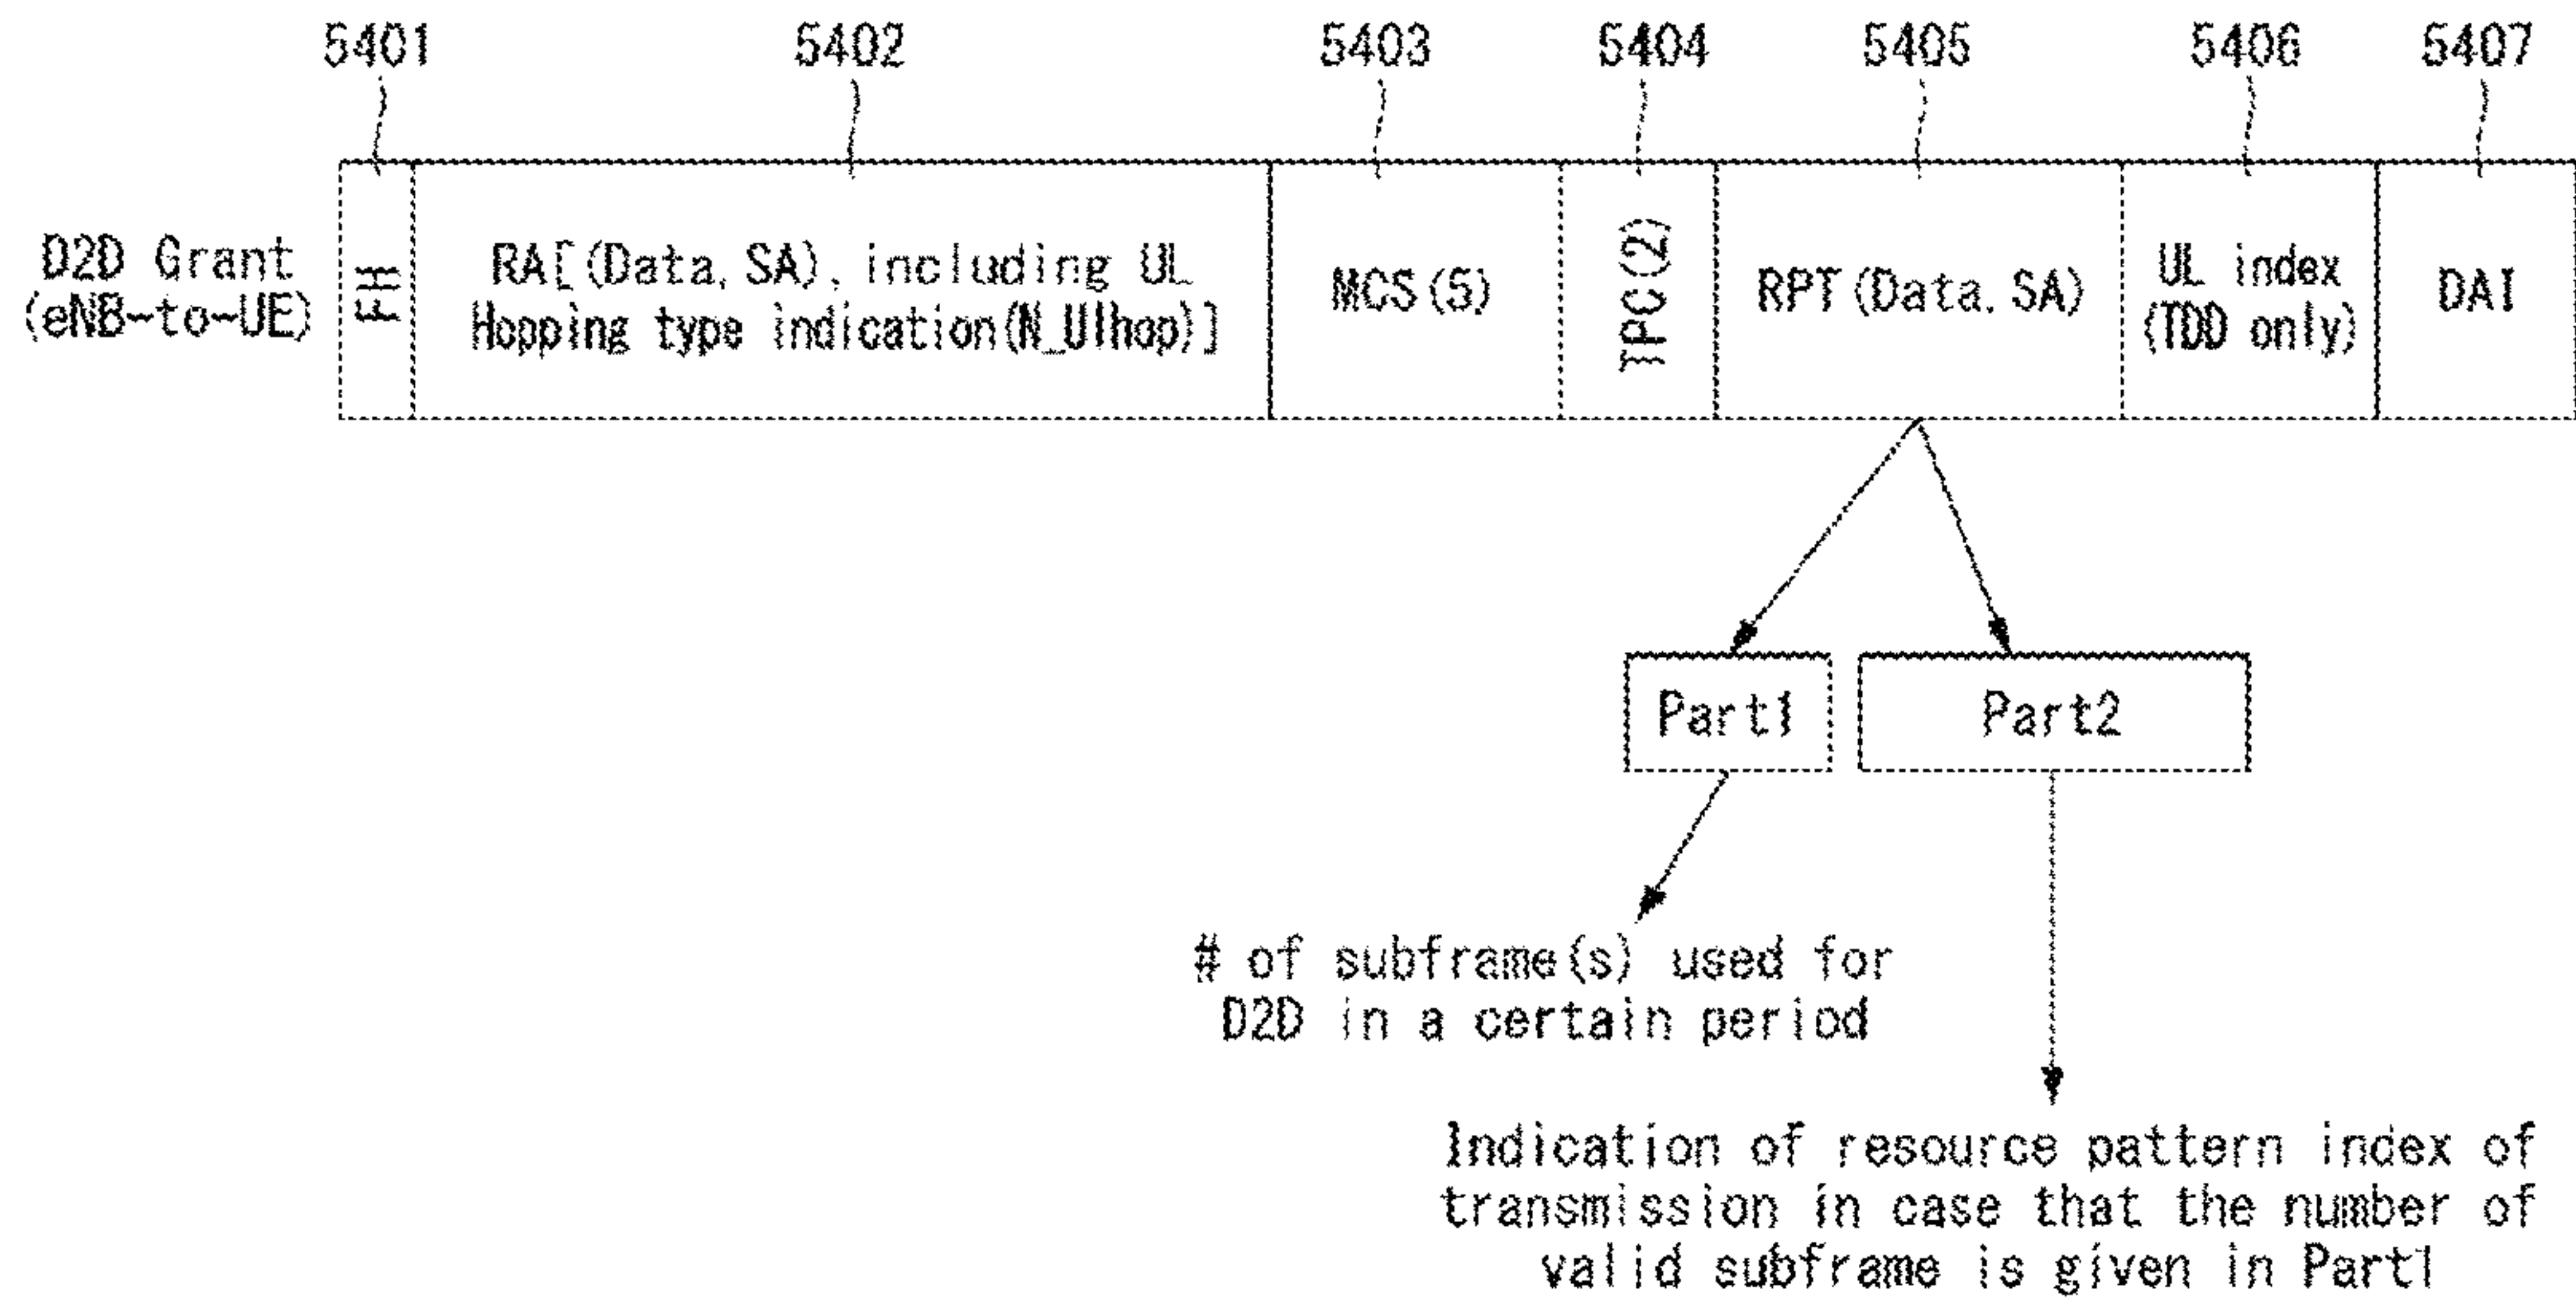 5401 5402 5403 5404 5405 5406 5407
D2D Grant
(eNB-to-UE)
FH
RA[(Data, SA), including UL
Hopping type indication(N_Ulhop)]
MCS(5)
TPC(2)
RPT(Data, SA)
UL index
(TDD only)
DAI
Part1
Part2
# of subframe(s) used for
D2D in a certain period
Indication of resource pattern index of
transmission in case that the number of
valid subframe is given in Part1